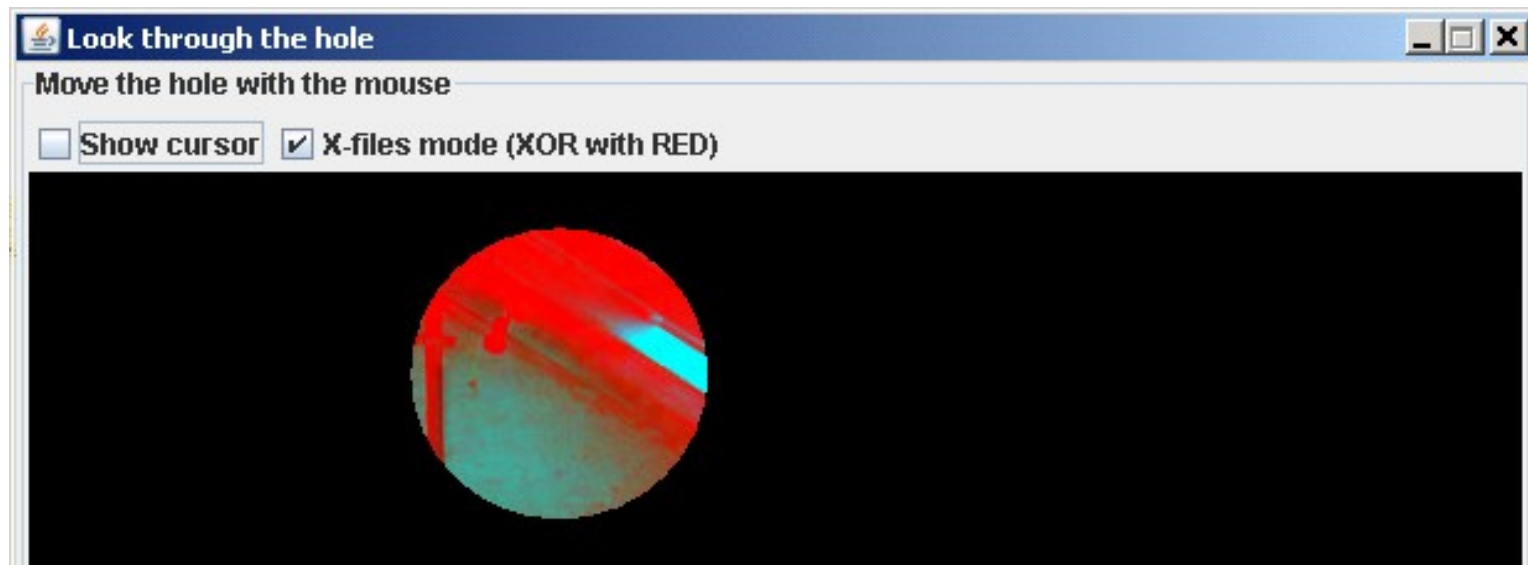 Look through the hole
Move the hole with the mouse
Show cursor X-files mode (XOR with RED)